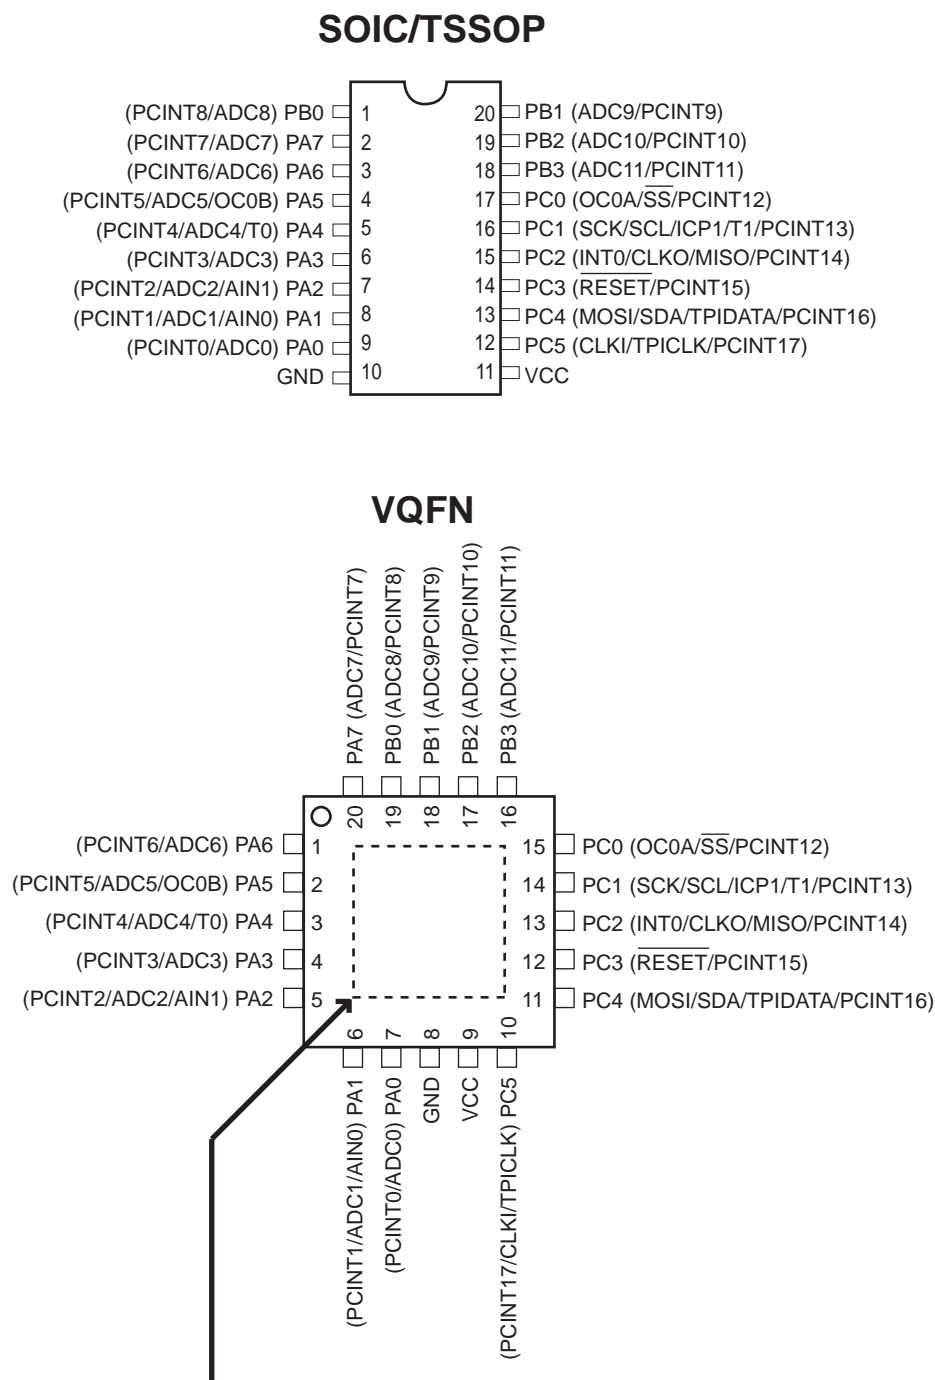 SOIC/TSSOP
(PCINT8/ADC8) PB0 1 20 PB1 (ADC9/PCINT9)
(PCINT7/ADC7) PA7 2 19 PB2 (ADC10/PCINT10)
(PCINT6/ADC6) PA6 3 18 PB3 (ADC11/PCINT11)
(PCINT5/ADC5/OC0B) PA5 4 17 PC0 (OC0A/SS/PCINT12)
(PCINT4/ADC4/T0) PA4 5 16 PC1 (SCK/SCL/ICP1/T1/PCINT13)
(PCINT3/ADC3) PA3 6 15 PC2 (INT0/CLKO/MISO/PCINT14)
(PCINT2/ADC2/AIN1) PA2 7 14 PC3 (RESET/PCINT15)
(PCINT1/ADC1/AIN0) PA1 8 13 PC4 (MOSI/SDA/TPIDATA/PCINT16)
(PCINT0/ADC0) PA0 9 12 PC5 (CLKI/TPICLK/PCINT17)
GND 10 11 VCC
VQFN
PA7 (ADC7/PCINT7)
PB0 (ADC8/PCINT8)
PB1 (ADC9/PCINT9)
PB2 (ADC10/PCINT10)
PB3 (ADC11/PCINT11)
20 19 18 17 16
(PCINT6/ADC6) PA6 1 15 PC0 (OC0A/SS/PCINT12)
(PCINT5/ADC5/OC0B) PA5 2 14 PC1 (SCK/SCL/ICP1/T1/PCINT13)
(PCINT4/ADC4/T0) PA4 3 13 PC2 (INT0/CLKO/MISO/PCINT14)
(PCINT3/ADC3) PA3 4 12 PC3 (RESET/PCINT15)
(PCINT2/ADC2/AIN1) PA2 5 11 PC4 (MOSI/SDA/TPIDATA/PCINT16)
6 7 8 9 10
(PCINT1/ADC1/AIN0) PA1
(PCINT0/ADC0) PA0
GND
VCC
(PCINT17/CLKI/TPICLK) PC5